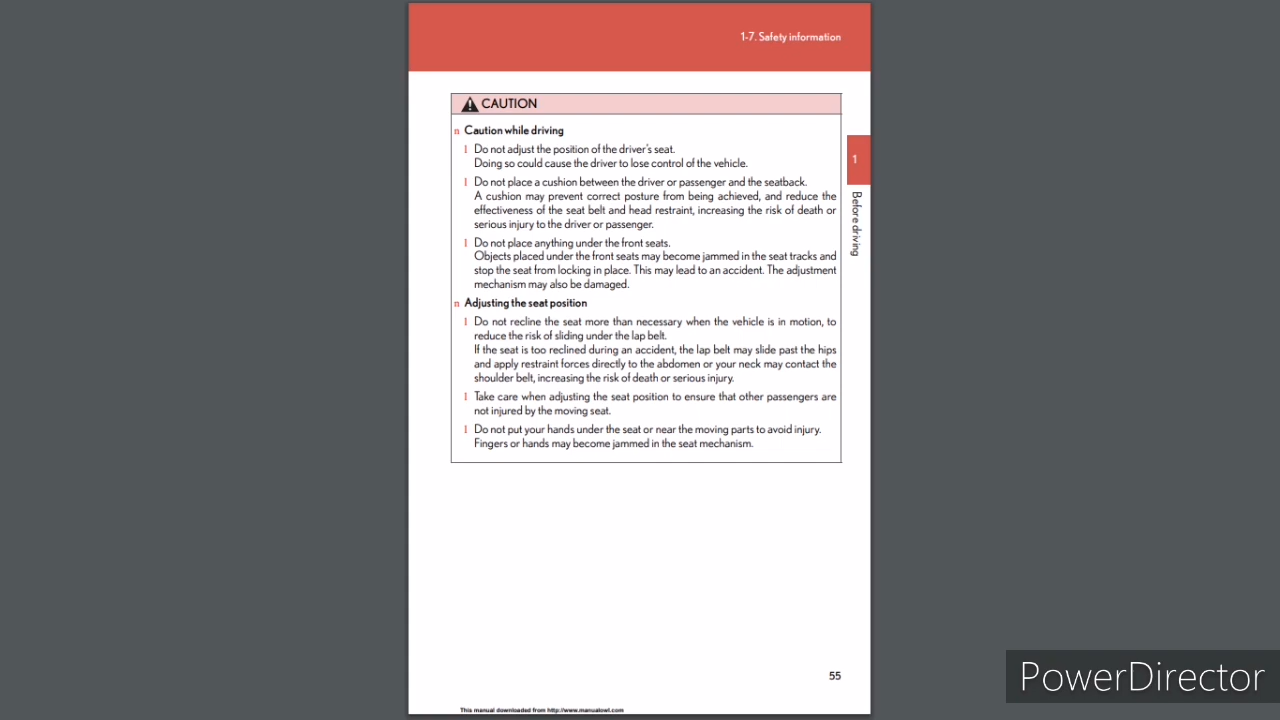 1-7. Safety information
CAUTION
n Caution while driving
l Do not adjust the position of the driver's seat.
Doing so could cause the driver to lose control of the vehicle.
l Do not place a cushion between the driver or passenger and the seatback.
A cushion may prevent correct posture from being achieved, and reduce the
effectiveness of the seat belt and head restraint, increasing the risk of death or
serious injury to the driver or passenger.
l Do not place anything under the front seats.
Objects placed under the front seats may become jammed in the seat tracks and
stop the seat from locking in place. This may lead to an accident. The adjustment
mechanism may also be damaged.
n Adjusting the seat position
l Do not recline the seat more than necessary when the vehicle is in motion, to
reduce the risk of sliding under the lap belt.
If the seat is too reclined during an accident, the lap belt may slide past the hips
and apply restraint forces directly to the abdomen or your neck may contact the
shoulder belt, increasing the risk of death or serious injury.
l Take care when adjusting the seat position to ensure that other passengers are
not injured by the moving seat.
l Do not put your hands under the seat or near the moving parts to avoid injury.
Fingers or hands may become jammed in the seat mechanism.
1
Before driving
55
This manual downloaded from http://www.manualowl.com
PowerDirector